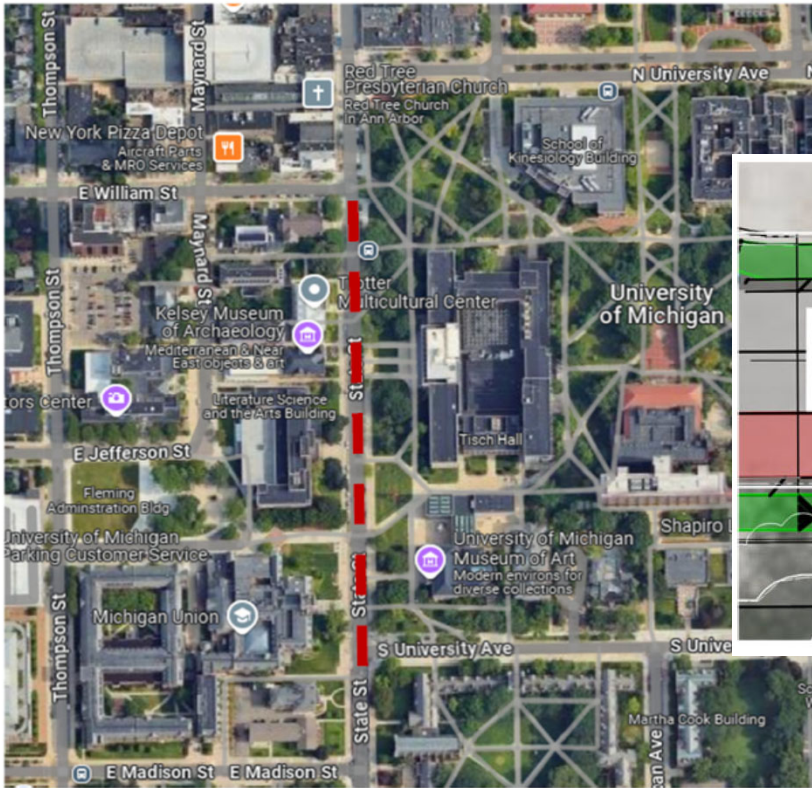 Thompson St
Maynard St
Red Tree
Presbyterian Church
Red Tree Church
In Ann Arbor
N University Ave
New York Pizza Depot
Aircraft Parts
& MRO Services
School of
Kinesiology Building
E William St
Maynard St
Trotter
Multicultural Center
University
of Michigan
Thompson St
Kelsey Museum
of Archaeology
Mediterranean & Near
East objects & art
State St
tors Center
Literature Science
and the Arts Building
Tisch Hall
E Jefferson St
Fleming
Adminstration Bldg
University of Michigan
Parking Customer Service
University of Michigan
Museum of Art
Modern environs for
diverse collections
Shapiro
State St
Michigan Union
Thompson St
S University Ave
S Unive
State St
Martha Cook Building
E Madison St
E Madison St
an Ave